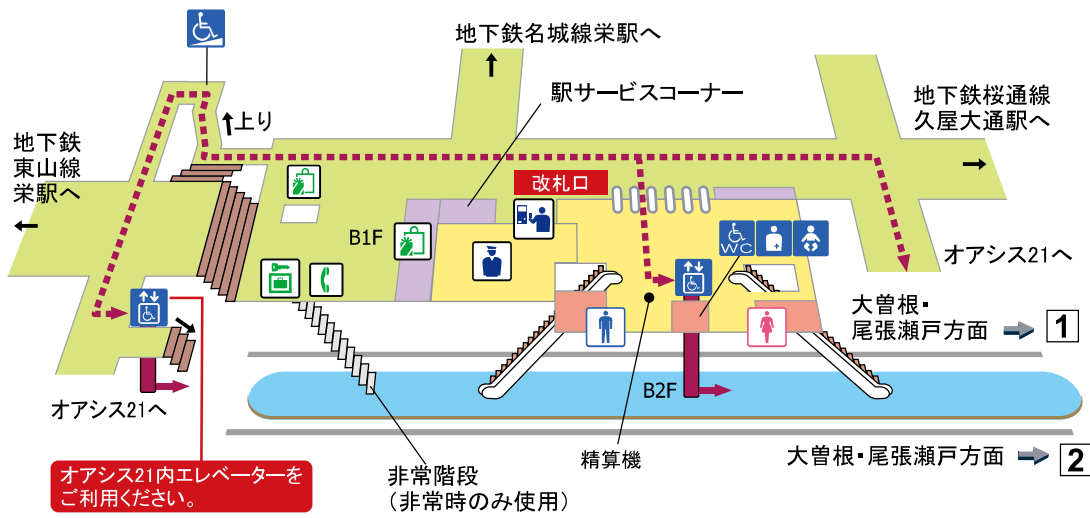 地下鉄名城線栄駅へ
駅サービスコーナー
地下鉄桜通線
久屋大通駅へ
上り
地下鉄
東山線
栄駅へ
改札口
B1F
WC
オアシス21へ
大曽根・
尾張瀬戸方面
1
B2F
オアシス21へ
精算機
大曽根・尾張瀬戸方面
2
オアシス21内エレベーターを
ご利用ください。
非常階段
(非常時のみ使用)